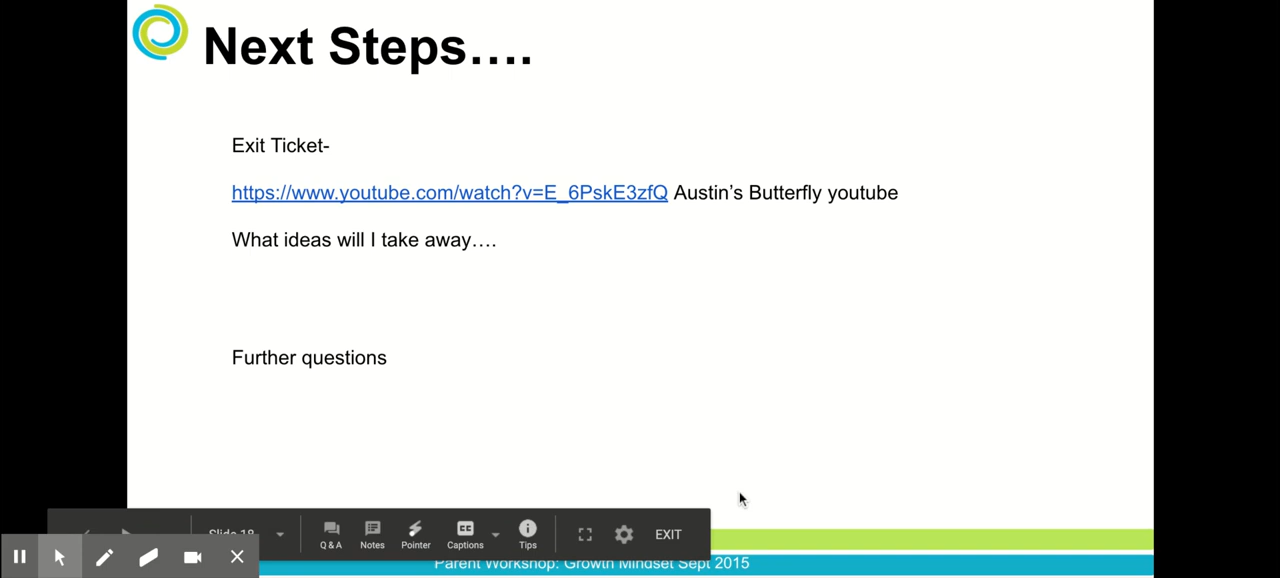 Next Steps....
Exit Ticket-
https://www.youtube.com/watch?v=E_6PskE3zfQ Austin's Butterfly youtube
What ideas will I take away....
Further questions
Slide 18
Q & A Notes Pointer Captions Tips EXIT
Parent Workshop: Growth Mindset Sept 2015